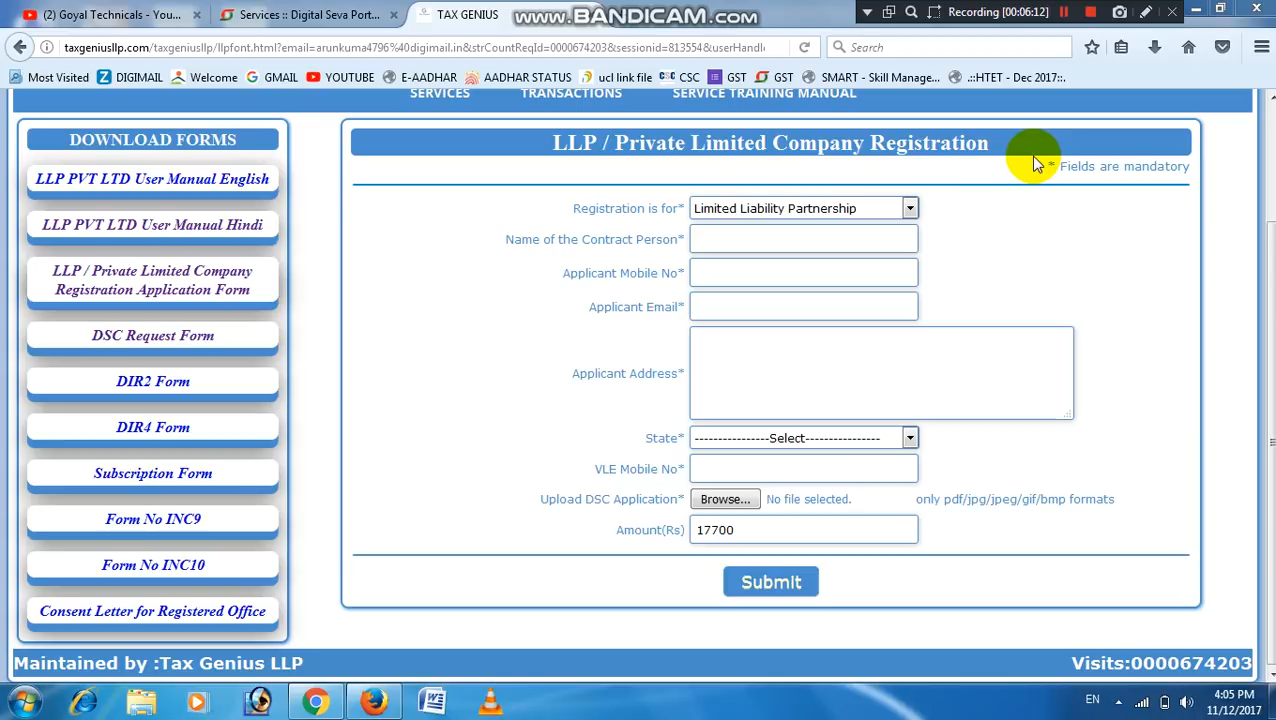 (2) Goyal Technicals - You...
Services :: Digital Seva Port...
TAX GENIUS
www.BANDICAM.com
Recording [00:06:12]
taxgeniusllp.com/taxgeniusllp/llpfont.html?email=arunkuma4796%40digimail.in&strCountReqId=0000674203&sessionid=813554&userHandl
Search
Most Visited
DIGIMAIL
Welcome
GMAIL
YOUTUBE
E-AADHAR
AADHAR STATUS
ucl link file
CSC
GST
GST
SMART - Skill Manage...
.::HTET - Dec 2017::.
SERVICES
TRANSACTIONS
SERVICE TRAINING MANUAL
DOWNLOAD FORMS
LLP PVT LTD User Manual English
LLP PVT LTD User Manual Hindi
LLP / Private Limited Company
Registration Application Form
DSC Request Form
DIR2 Form
DIR4 Form
Subscription Form
Form No INC9
Form No INC10
Consent Letter for Registered Office
LLP / Private Limited Company Registration
* Fields are mandatory
Registration is for* Limited Liability Partnership
Name of the Contract Person*
Applicant Mobile No*
Applicant Email*
Applicant Address*
State* ----------------Select----------------
VLE Mobile No*
Upload DSC Application* Browse... No file selected. only pdf/jpg/jpeg/gif/bmp formats
Amount(Rs) 17700
Submit
Maintained by :Tax Genius LLP
Visits:0000674203
EN
4:05 PM
11/12/2017